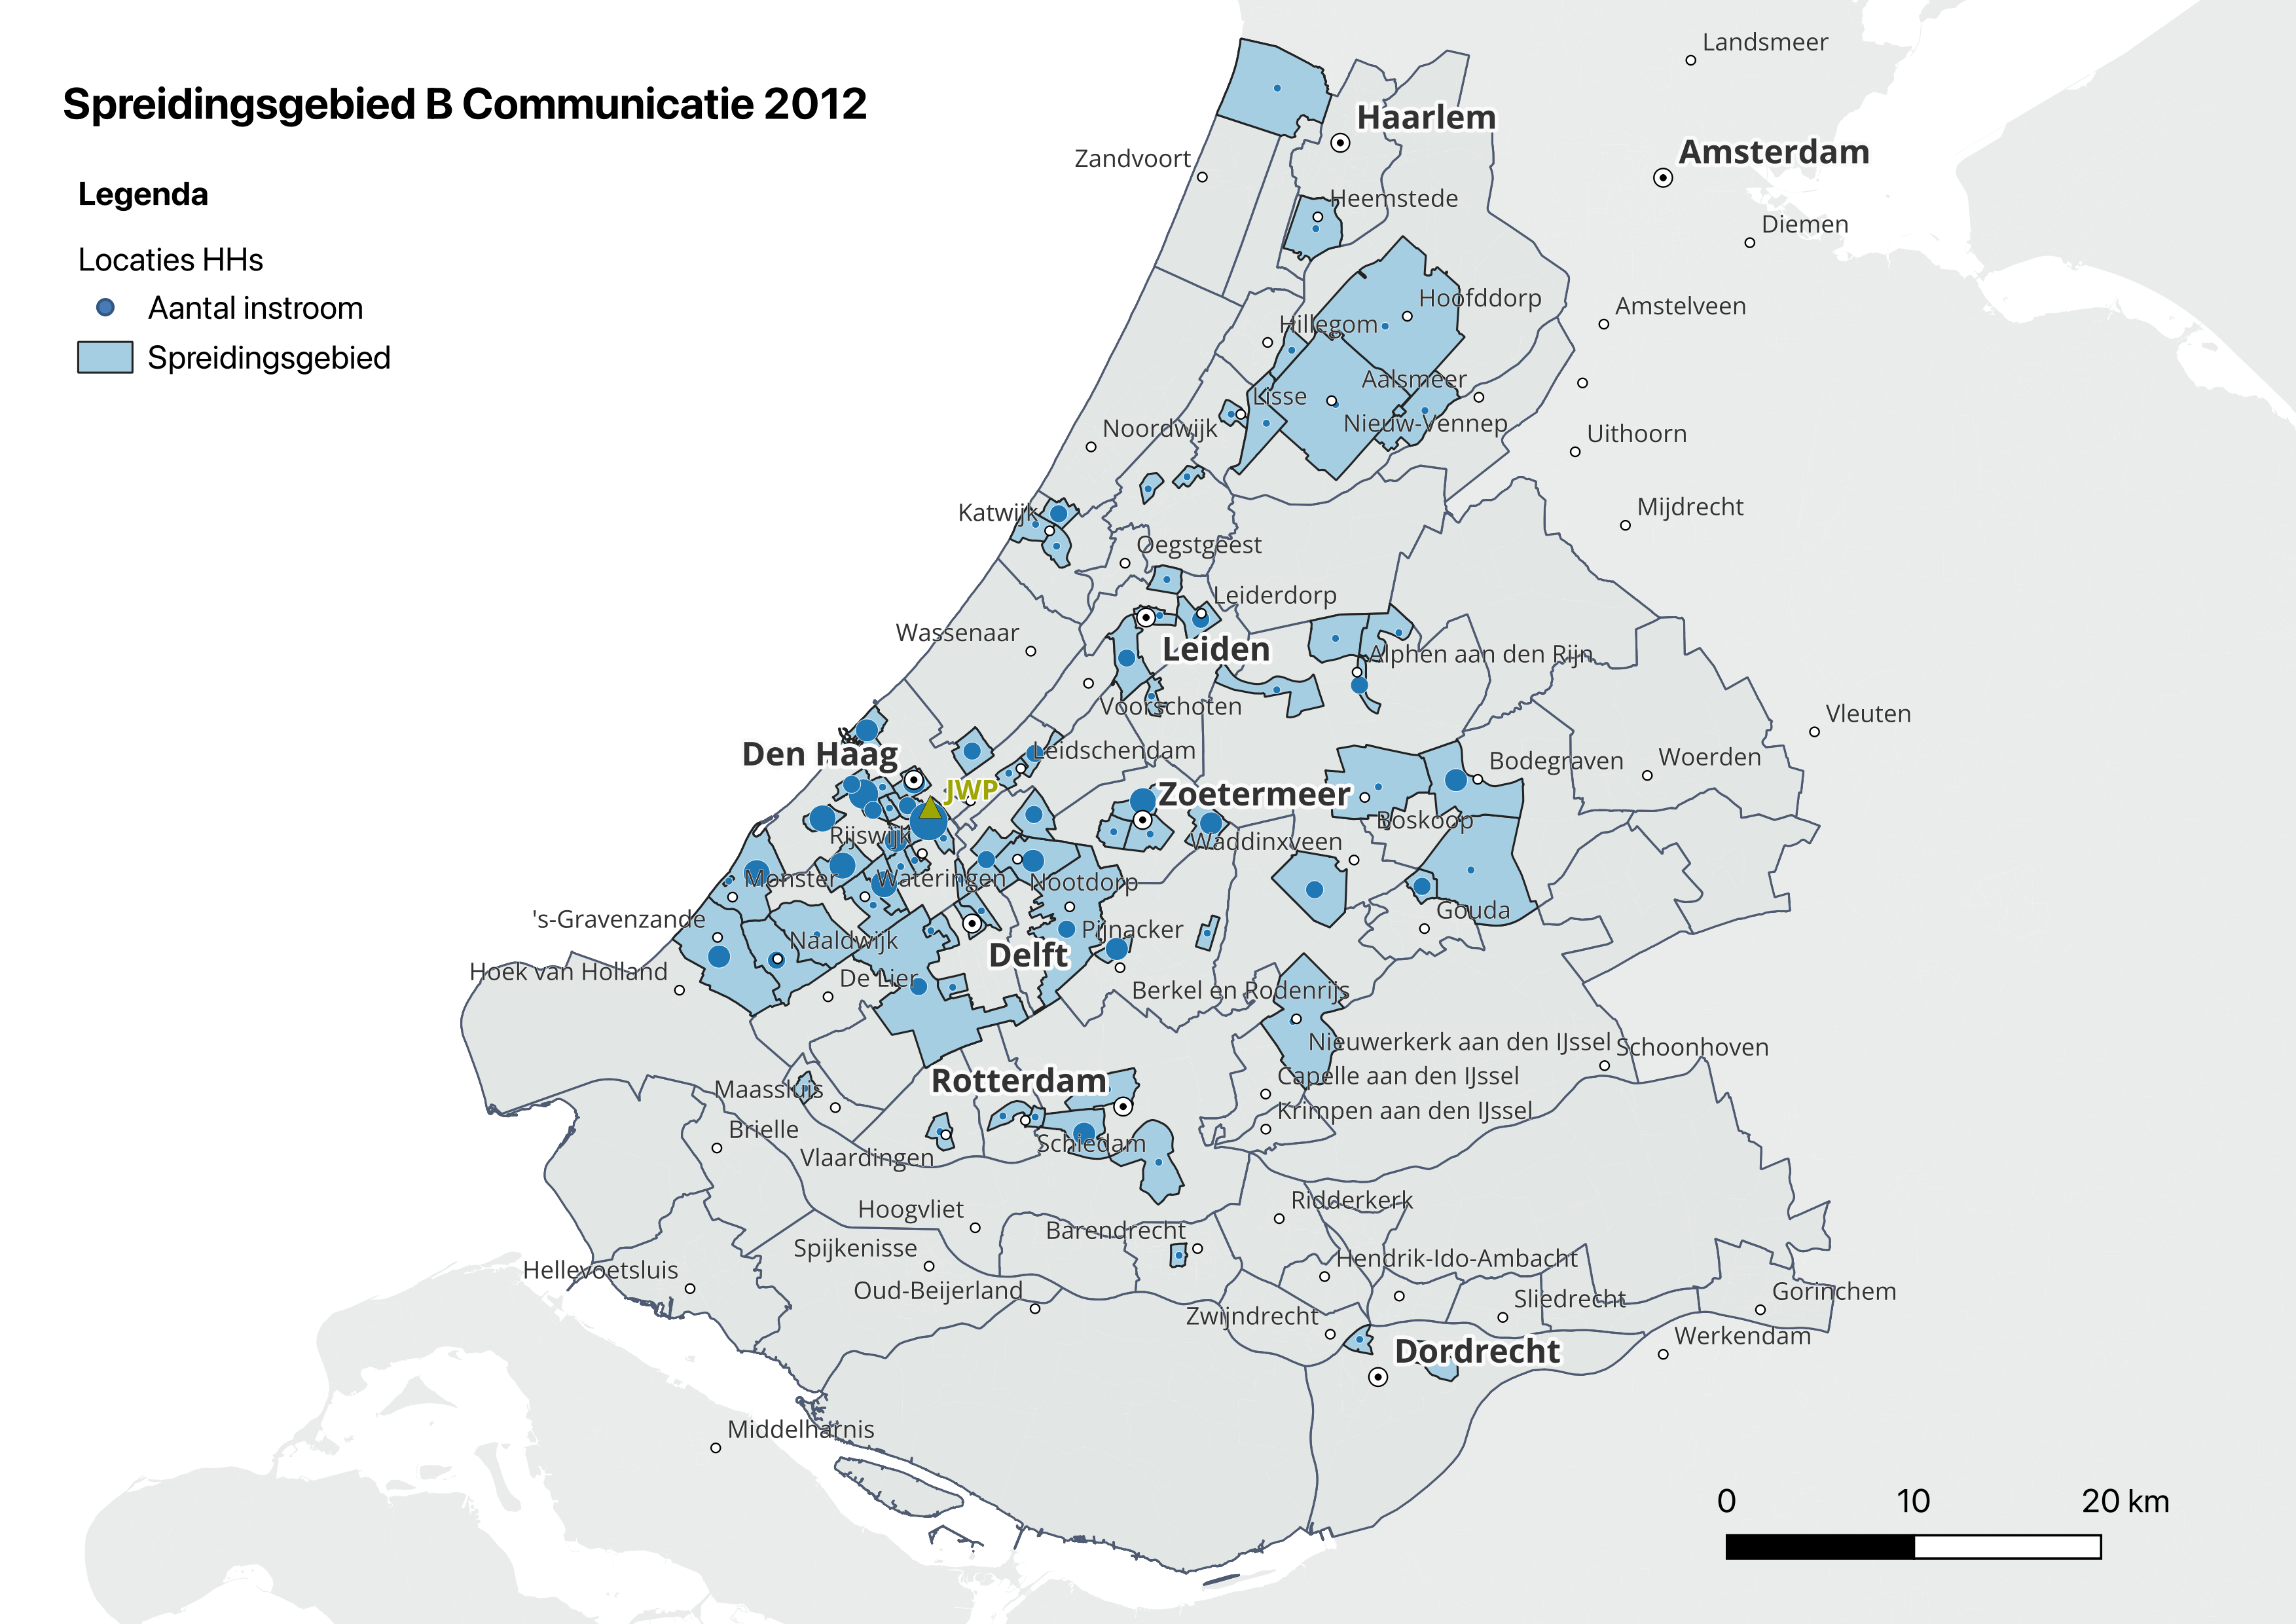 Landsmeer
Spreidingsgebied B Communicatie 2012
Haarlem
Amsterdam
Zandvoort
Legenda
Heemstede
Diemen
Locaties HHs
Aantal instroom
Hoofddorp
Amstelveen
Hillegom
Spreidingsgebied
Aalsmeer
Lisse
Nieuw-Vennep
Noordwijk
Uithoorn
Katwijk
Mijdrecht
Oegstgeest
Leiderdorp
Wassenaar
Leiden
Alphen aan den Rijn
Voorschoten
Vleuten
Den Haag
Leidschendam
Bodegraven
Woerden
JWP
Zoetermeer
Boskoop
Rijswijk
Waddinxveen
Monster
Wateringen
Nootdorp
's-Gravenzande
Gouda
Naaldwijk
Pijnacker
Delft
Hoek van Holland
De Lier
Berkel en Rodenrijs
Nieuwerkerk aan den IJssel
Schoonhoven
Rotterdam
Capelle aan den IJssel
Maassluis
Krimpen aan den IJssel
Brielle
Schiedam
Vlaardingen
Ridderkerk
Hoogvliet
Barendrecht
Spijkenisse
Hendrik-Ido-Ambacht
Hellevoetsluis
Oud-Beijerland
Gorinchem
Sliedrecht
Zwijndrecht
Werkendam
Dordrecht
Middelharnis
0 10 20 km